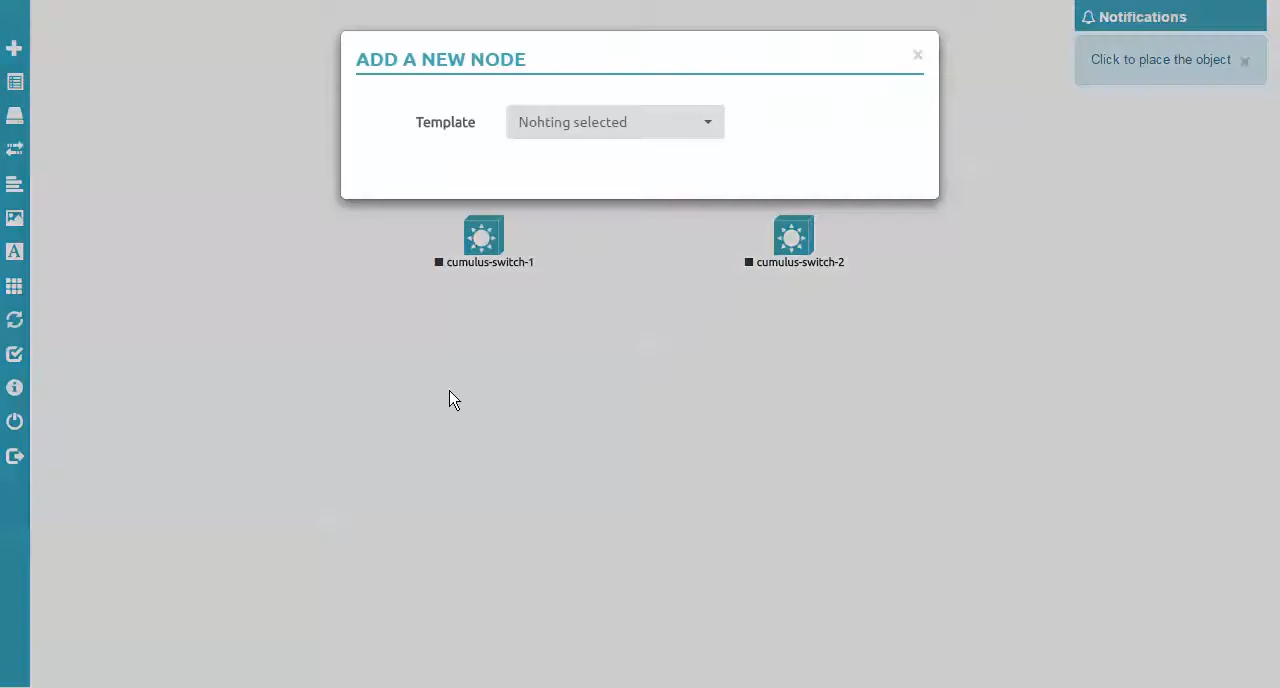 Notifications
Click to place the object
ADD A NEW NODE
Template
Nohting selected
cumulus-switch-1
cumulus-switch-2